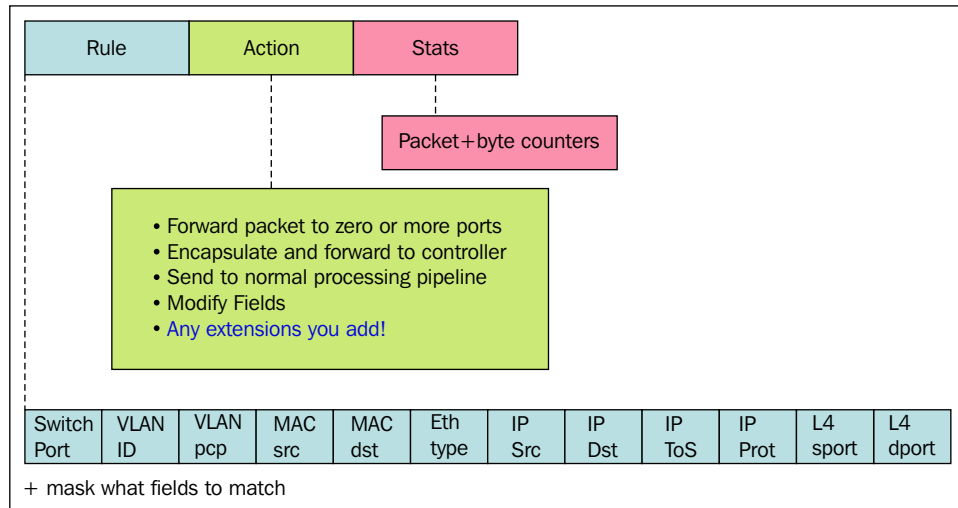 Rule Action Stats
Packet+byte counters
• Forward packet to zero or more ports
• Encapsulate and forward to controller
• Send to normal processing pipeline
• Modify Fields
• Any extensions you add!
Switch VLAN VLAN MAC MAC Eth IP IP IP IP L4 L4
Port ID pcp src dst type Src Dst ToS Prot sport dport
+ mask what fields to match